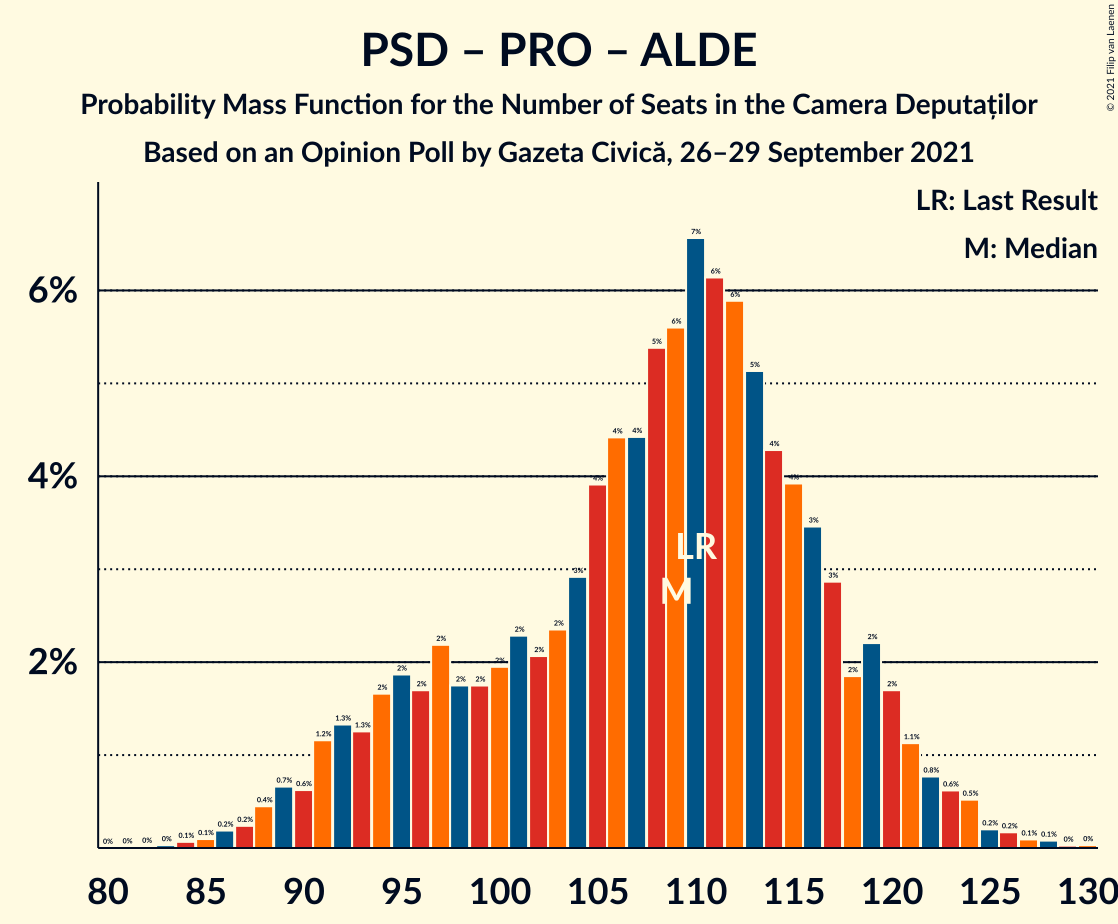 PSD – PRO – ALDE
Probability Mass Function for the Number of Seats in the Camera Deputaților
Based on an Opinion Poll by Gazeta Civică, 26–29 September 2021
© 2021 Filip van Laenen
LR: Last Result
M: Median
6%
4%
2%
0% 0% 0% 0% 0.1% 0.1% 0.2% 0.2% 0.4% 0.7% 0.6% 1.2% 1.3% 1.3% 2% 2% 2% 2% 2% 2% 2% 2% 2% 2% 3% 4% 4% 4% 5% 6% 7% 6% 6% 5% 4% 4% 3% 3% 2% 2% 2% 1.1% 0.8% 0.6% 0.5% 0.2% 0.2% 0.1% 0.1% 0% 0%
LR
M
80 85 90 95 100 105 110 115 120 125 130